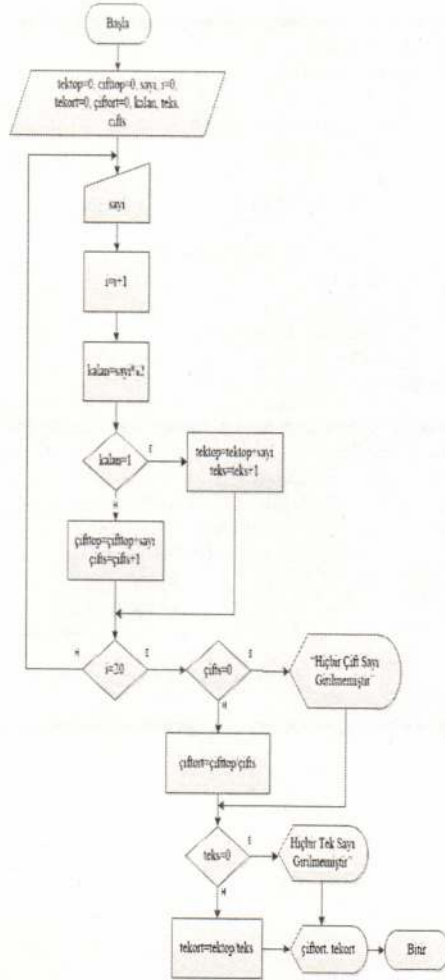 Başla
tektop=0, çifttop=0, sayı, i=0,
tekort=0, çiftort=0, kalan, teks,
çifts
sayı
i=i+1
kalan=sayı%2
kalan=1
E
tektop=tektop+sayı
teks=teks+1
H
çifttop=çifttop+sayı
çifts=çifts+1
H
i=20
E
çifts=0
E
"Hiçbir Çift Sayı
Girilmemiştir"
H
çiftort=çifttop/çifts
teks=0
E
Hiçbir Tek Sayı
Girilmemiştir"
H
tekort=tektop/teks
çiftort, tekort
Bitir